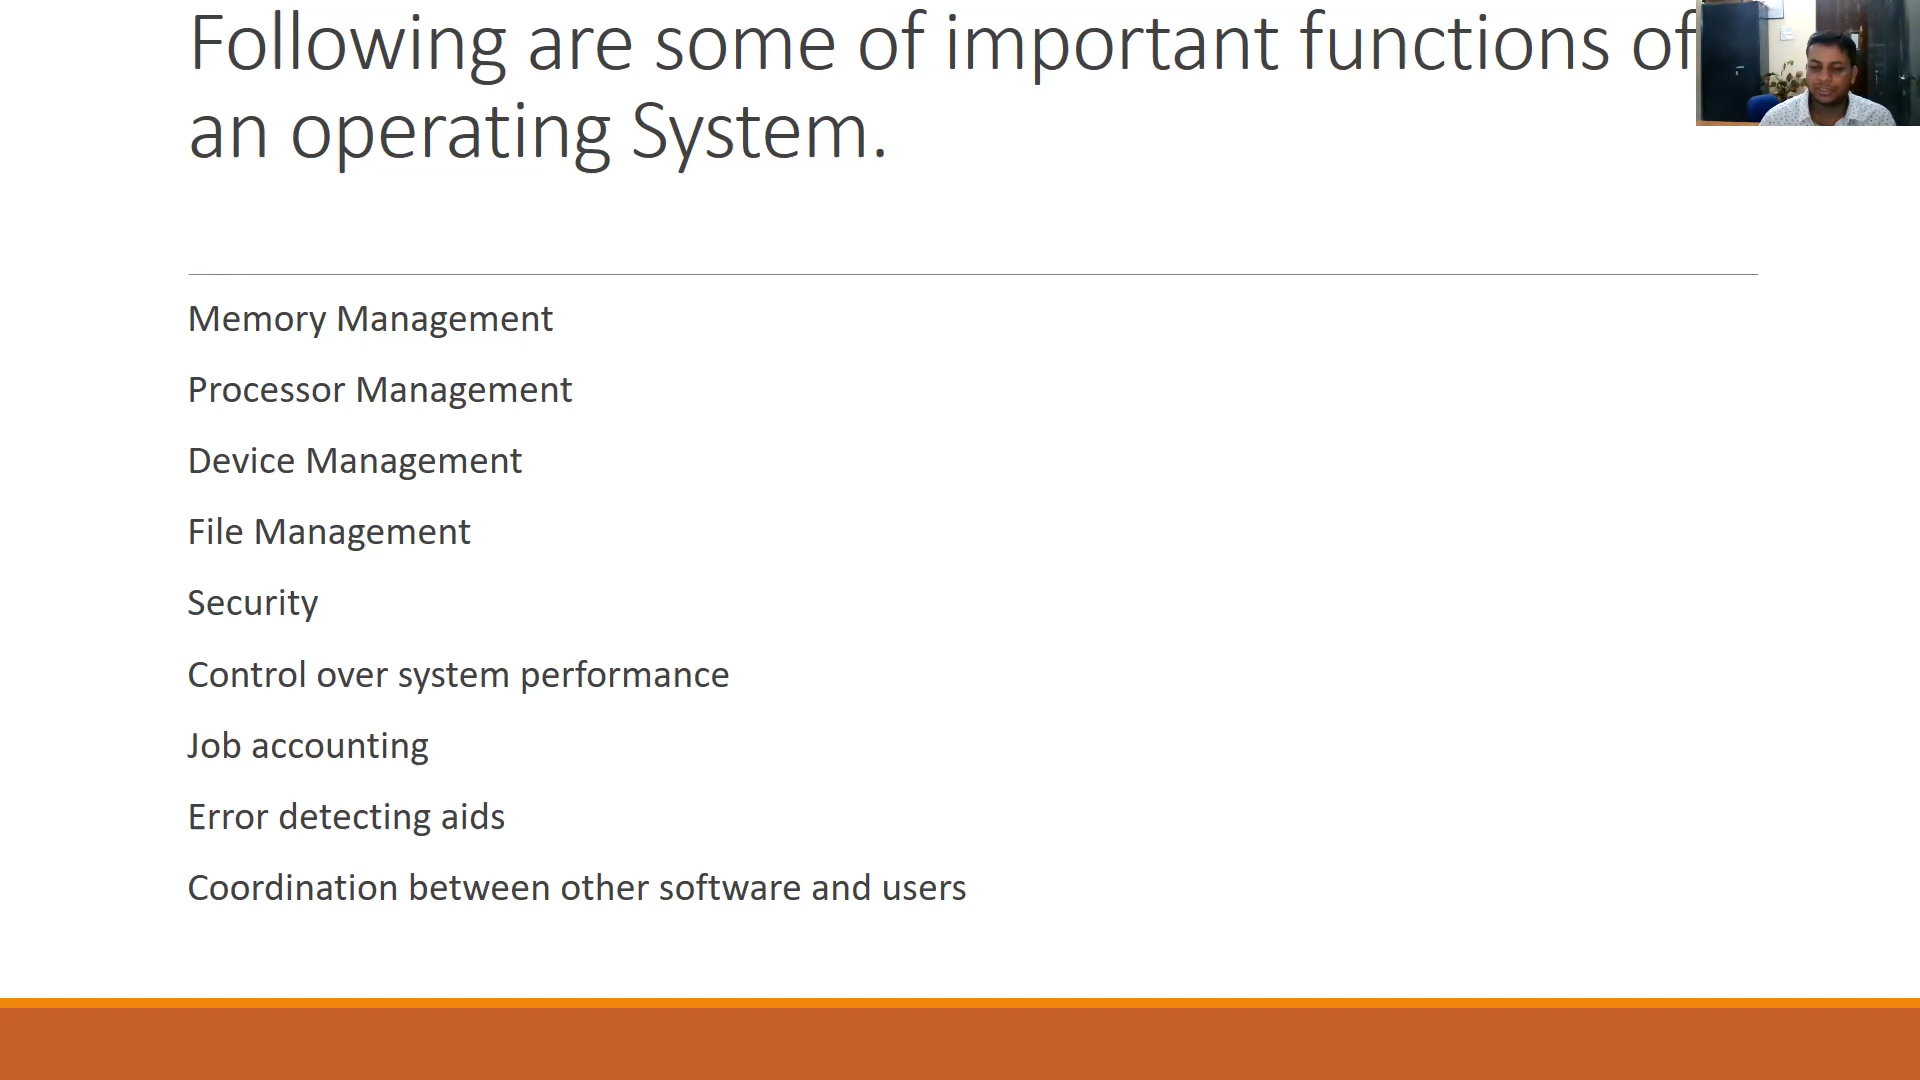 Following are some of important functions of
an operating System.
Memory Management
Processor Management
Device Management
File Management
Security
Control over system performance
Job accounting
Error detecting aids
Coordination between other software and users